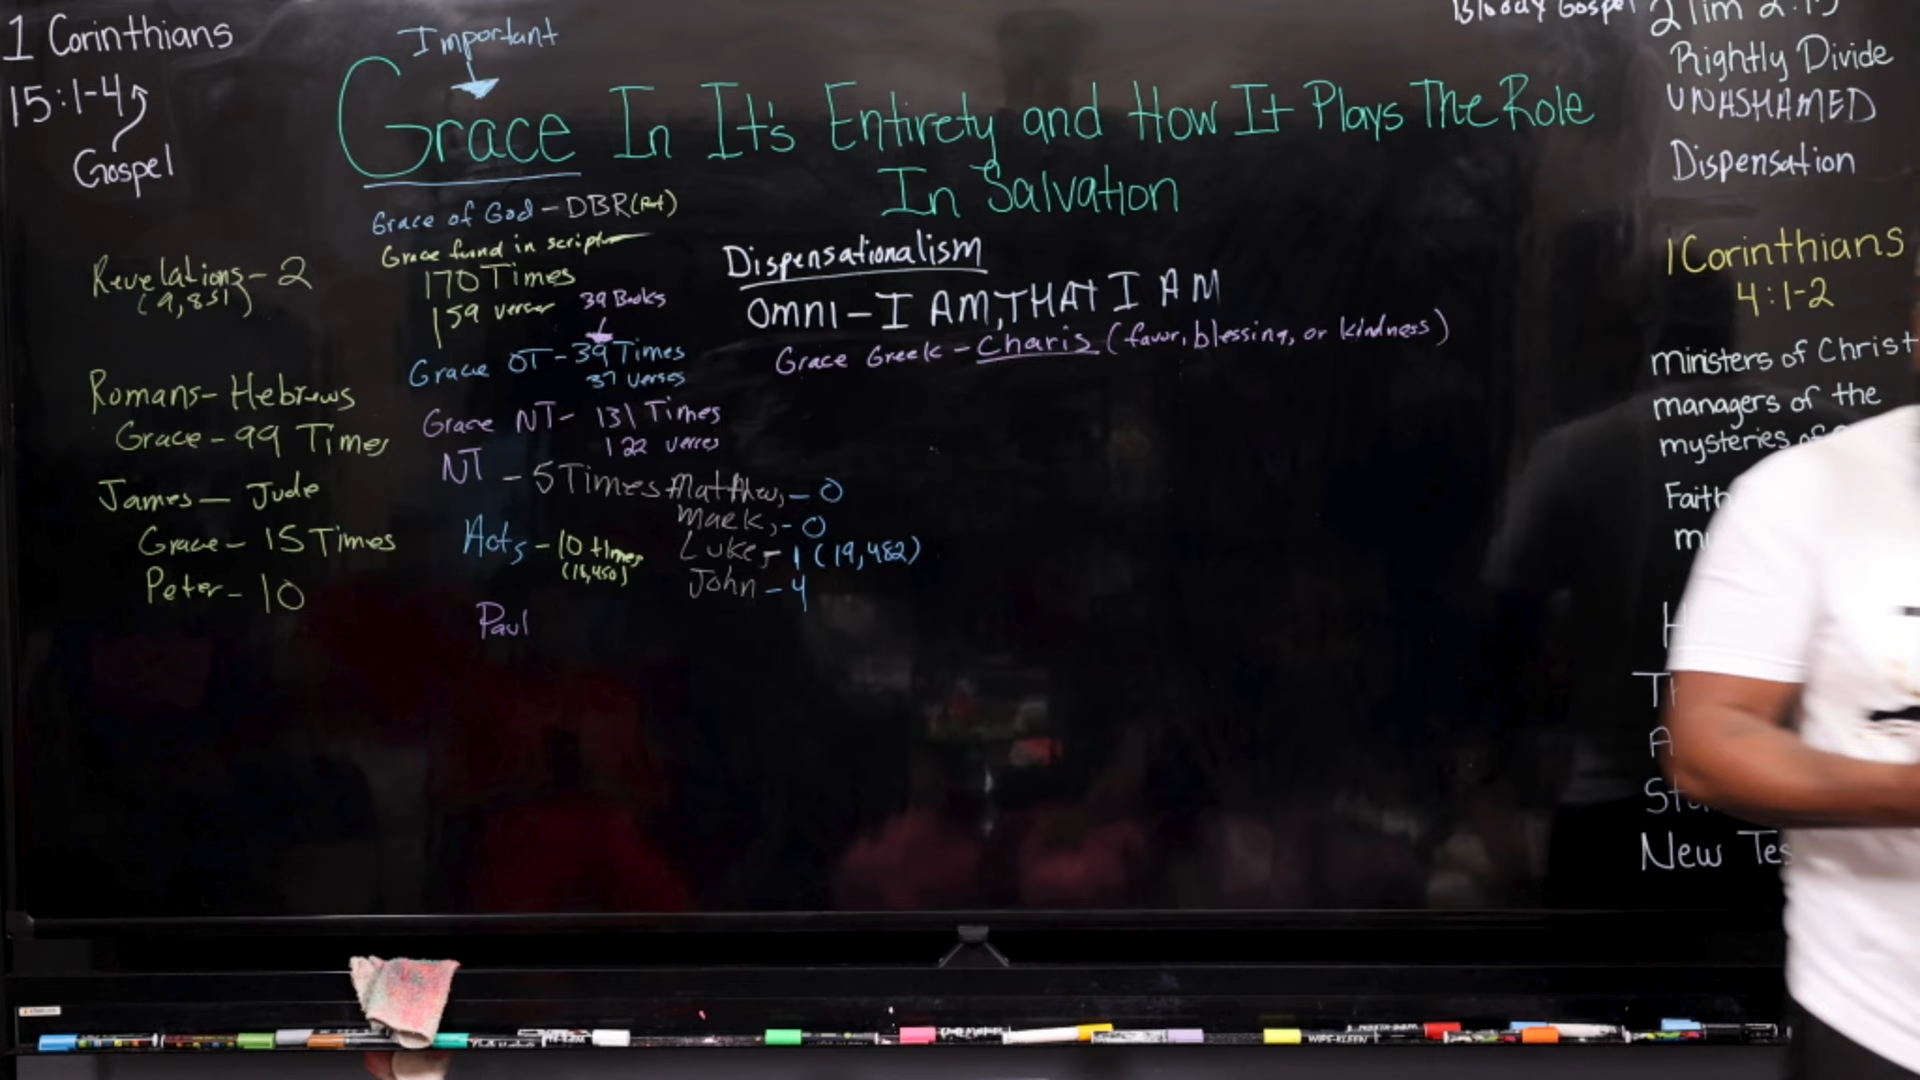 1 Corinthians
15:1-4
Gospel
Important
Grace In It's Entirety and How It Plays The Role
In Salvation
Grace of God - DBR
Grace found in
170 Times
159 verses
39 Books
Grace OT - 39 Times
37 verses
Grace NT - 131 Times
122 verses
NT - 5 Times Matthew, - 0
Mark, - 0
Luke, - 1 (19,482)
John - 4
Acts - 10 times
Paul
Revelations - 2
(9,851)
Romans - Hebrews
Grace - 99 Times
James - Jude
Grace - 15 Times
Peter - 10
Dispensationalism
Omni - I AM, THAT I AM
Grace Greek - Charis (favor, blessing, or kindness)
Bloody Gospel
2 Tim 2:15
Rightly Divide
UNASHAMED
Dispensation
1 Corinthians
4:1-2
ministers of Christ
managers of the
mysteries
Faith
New